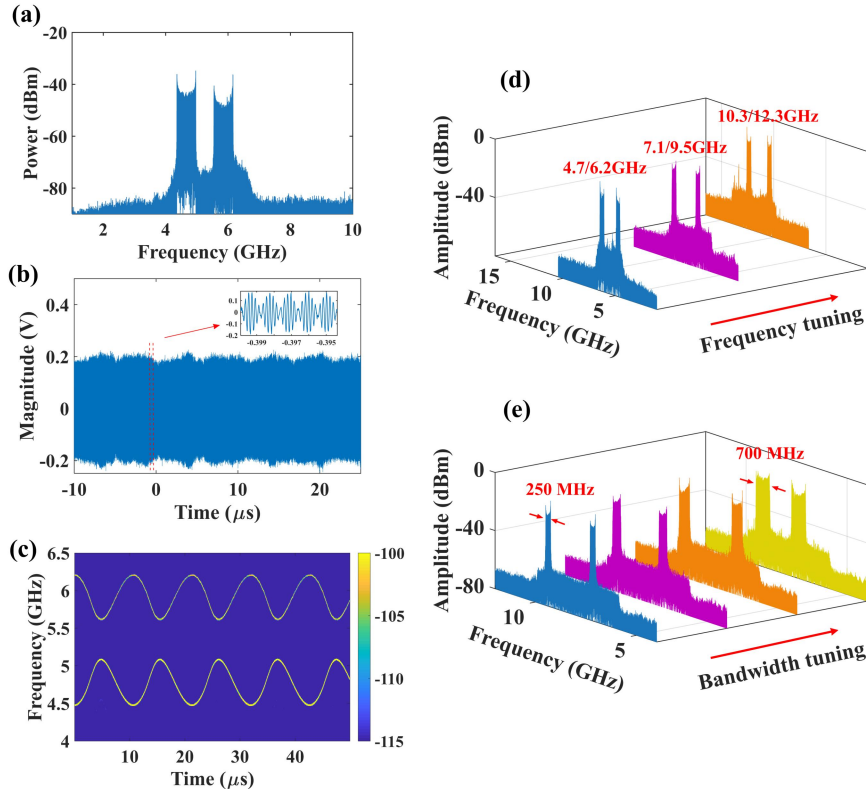 (a)
-20
-40
-60
-80
Power (dBm)
2 4 6 8 10
Frequency (GHz)
(b)
0.4
0.2
0
-0.2
Magnitude (V)
0.1
0
-0.1
-0.2
-0.399 -0.397 -0.395
-10 0 10 20
Time (μs)
(c)
6.5
6
5.5
5
4.5
4
Frequency (GHz)
10 20 30 40
Time (μs)
-100
-105
-110
-115
(d)
0
-40
Amplitude (dBm)
4.7/6.2GHz
7.1/9.5GHz
10.3/12.3GHz
15 10 5
Frequency (GHz)
Frequency tuning
(e)
0
-40
-80
Amplitude (dBm)
250 MHz
700 MHz
10 5
Frequency (GHz)
Bandwidth tuning